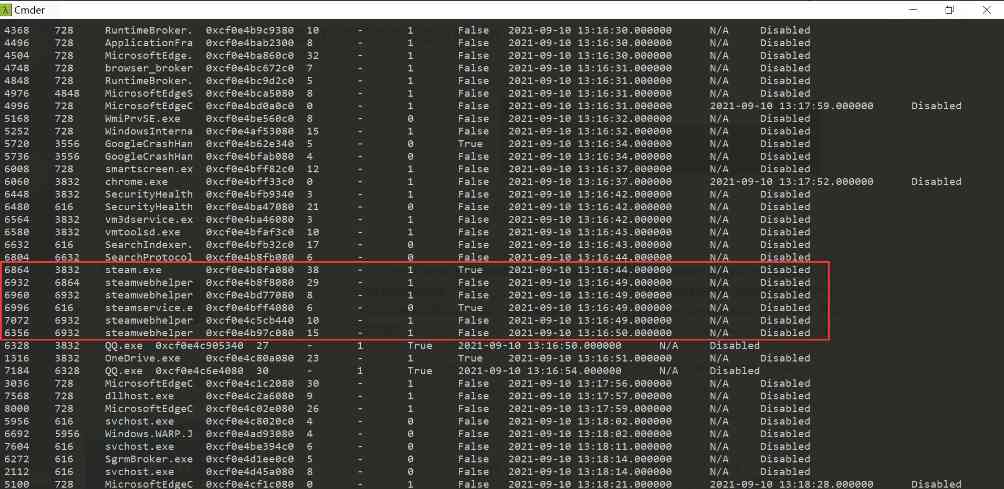 Cmder
4368 728 RuntimeBroker. 0xcf0e4b9c9380 10 - 1 False 2021-09-10 13:16:30.000000 N/A Disabled
4496 728 ApplicationFra 0xcf0e4bab2300 8 - 1 False 2021-09-10 13:16:30.000000 N/A Disabled
4504 728 MicrosoftEdge. 0xcf0e4ba860c0 32 - 1 False 2021-09-10 13:16:30.000000 N/A Disabled
4748 728 browser_broker 0xcf0e4bc672c0 7 - 1 False 2021-09-10 13:16:31.000000 N/A Disabled
4848 728 RuntimeBroker. 0xcf0e4bc9d2c0 5 - 1 False 2021-09-10 13:16:31.000000 N/A Disabled
4976 4848 MicrosoftEdgeS 0xcf0e4bca5080 8 - 1 False 2021-09-10 13:16:31.000000 N/A Disabled
4996 728 MicrosoftEdgeC 0xcf0e4bd0a0c0 0 - 1 False 2021-09-10 13:16:31.000000 2021-09-10 13:17:59.000000 Disabled
5168 728 WmiPrvSE.exe 0xcf0e4be560c0 8 - 0 False 2021-09-10 13:16:32.000000 N/A Disabled
5252 728 WindowsInterna 0xcf0e4af53080 15 - 1 False 2021-09-10 13:16:32.000000 N/A Disabled
5720 3556 GoogleCrashHan 0xcf0e4b62e340 5 - 0 True 2021-09-10 13:16:34.000000 N/A Disabled
5736 3556 GoogleCrashHan 0xcf0e4bfab080 4 - 0 False 2021-09-10 13:16:34.000000 N/A Disabled
6008 728 smartscreen.ex 0xcf0e4bff82c0 12 - 1 False 2021-09-10 13:16:37.000000 N/A Disabled
6060 3832 chrome.exe 0xcf0e4bff33c0 0 - 1 False 2021-09-10 13:16:37.000000 2021-09-10 13:17:52.000000 Disabled
6448 3832 SecurityHealth 0xcf0e4bfb9340 3 - 1 False 2021-09-10 13:16:42.000000 N/A Disabled
6480 616 SecurityHealth 0xcf0e4ba47080 21 - 0 False 2021-09-10 13:16:42.000000 N/A Disabled
6564 3832 vm3dservice.ex 0xcf0e4ba46080 3 - 1 False 2021-09-10 13:16:42.000000 N/A Disabled
6580 3832 vmtoolsd.exe 0xcf0e4bfaf3c0 10 - 1 False 2021-09-10 13:16:43.000000 N/A Disabled
6632 616 SearchIndexer. 0xcf0e4bfb32c0 17 - 0 False 2021-09-10 13:16:43.000000 N/A Disabled
6804 6632 SearchProtocol 0xcf0e4b8fb080 6 - 0 False 2021-09-10 13:16:44.000000 N/A Disabled
6864 3832 steam.exe 0xcf0e4b8fa080 38 - 1 True 2021-09-10 13:16:44.000000 N/A Disabled
6932 6864 steamwebhelper 0xcf0e4b8f8080 29 - 1 False 2021-09-10 13:16:49.000000 N/A Disabled
6960 6932 steamwebhelper 0xcf0e4bd77080 8 - 1 False 2021-09-10 13:16:49.000000 N/A Disabled
6996 616 steamservice.e 0xcf0e4bff4080 6 - 0 True 2021-09-10 13:16:49.000000 N/A Disabled
7072 6932 steamwebhelper 0xcf0e4c5cb440 10 - 1 False 2021-09-10 13:16:49.000000 N/A Disabled
6356 6932 steamwebhelper 0xcf0e4b97c080 15 - 1 False 2021-09-10 13:16:50.000000 N/A Disabled
6328 3832 QQ.exe 0xcf0e4c905340 27 - 1 True 2021-09-10 13:16:50.000000 N/A Disabled
1316 3832 OneDrive.exe 0xcf0e4c80a080 23 - 1 True 2021-09-10 13:16:51.000000 N/A Disabled
7184 6328 QQ.exe 0xcf0e4c6e4080 30 - 1 True 2021-09-10 13:16:54.000000 N/A Disabled
3036 728 MicrosoftEdgeC 0xcf0e4c1c2080 30 - 1 False 2021-09-10 13:17:56.000000 N/A Disabled
7568 728 dllhost.exe 0xcf0e4c2a6080 9 - 1 False 2021-09-10 13:17:57.000000 N/A Disabled
8000 728 MicrosoftEdgeC 0xcf0e4c02e080 26 - 1 False 2021-09-10 13:17:59.000000 N/A Disabled
5956 616 svchost.exe 0xcf0e4c8020c0 4 - 0 False 2021-09-10 13:18:02.000000 N/A Disabled
6692 5956 Windows.WARP.J 0xcf0e4ad93080 4 - 0 False 2021-09-10 13:18:02.000000 N/A Disabled
7604 616 svchost.exe 0xcf0e4be394c0 6 - 0 False 2021-09-10 13:18:11.000000 N/A Disabled
6272 616 SgrmBroker.exe 0xcf0e4d1ee0c0 5 - 0 False 2021-09-10 13:18:14.000000 N/A Disabled
2112 616 svchost.exe 0xcf0e4d45a080 8 - 0 False 2021-09-10 13:18:14.000000 N/A Disabled
5100 728 MicrosoftEdgeC 0xcf0e4cf1c080 0 - 1 False 2021-09-10 13:18:21.000000 2021-09-10 13:18:28.000000 Disabled